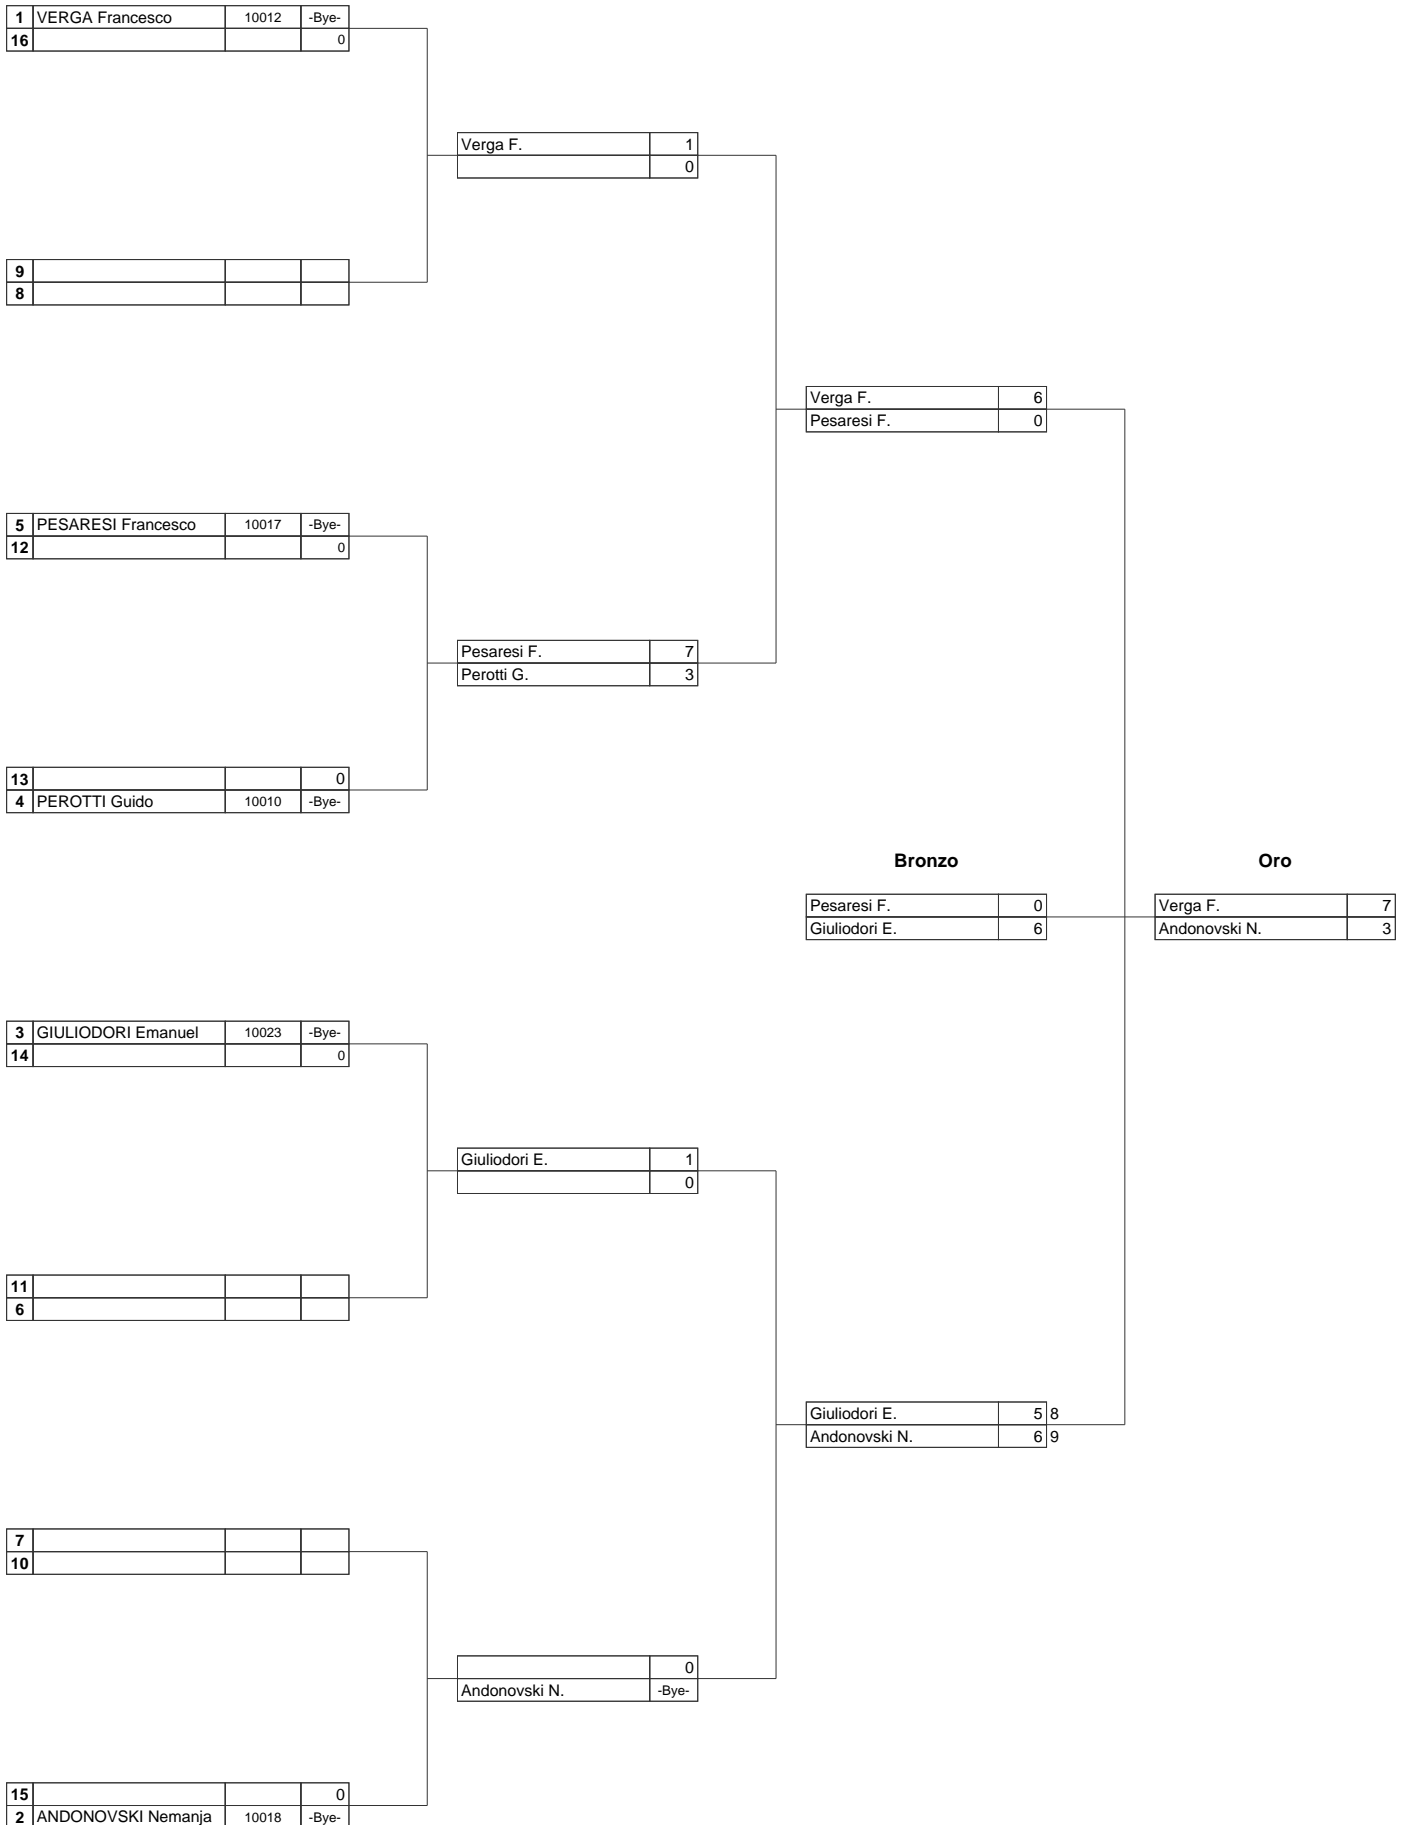 1 VERGA Francesco 10012 -Bye-
16 0
Verga F. 1
0
9
8
Verga F. 6
Pesaresi F. 0
5 PESARESI Francesco 10017 -Bye-
12 0
Pesaresi F. 7
Perotti G. 3
13 0
4 PEROTTI Guido 10010 -Bye-
Bronzo Oro
Pesaresi F. 0 Verga F. 7
Giuliodori E. 6 Andonovski N. 3
3 GIULIODORI Emanuel 10023 -Bye-
14 0
Giuliodori E. 1
0
11
6
Giuliodori E. 5 8
Andonovski N. 6 9
7
10
0
Andonovski N. -Bye-
15 0
2 ANDONOVSKI Nemanja 10018 -Bye-